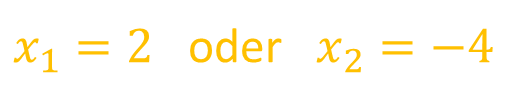 x₁ = 2 oder x₂ = −4